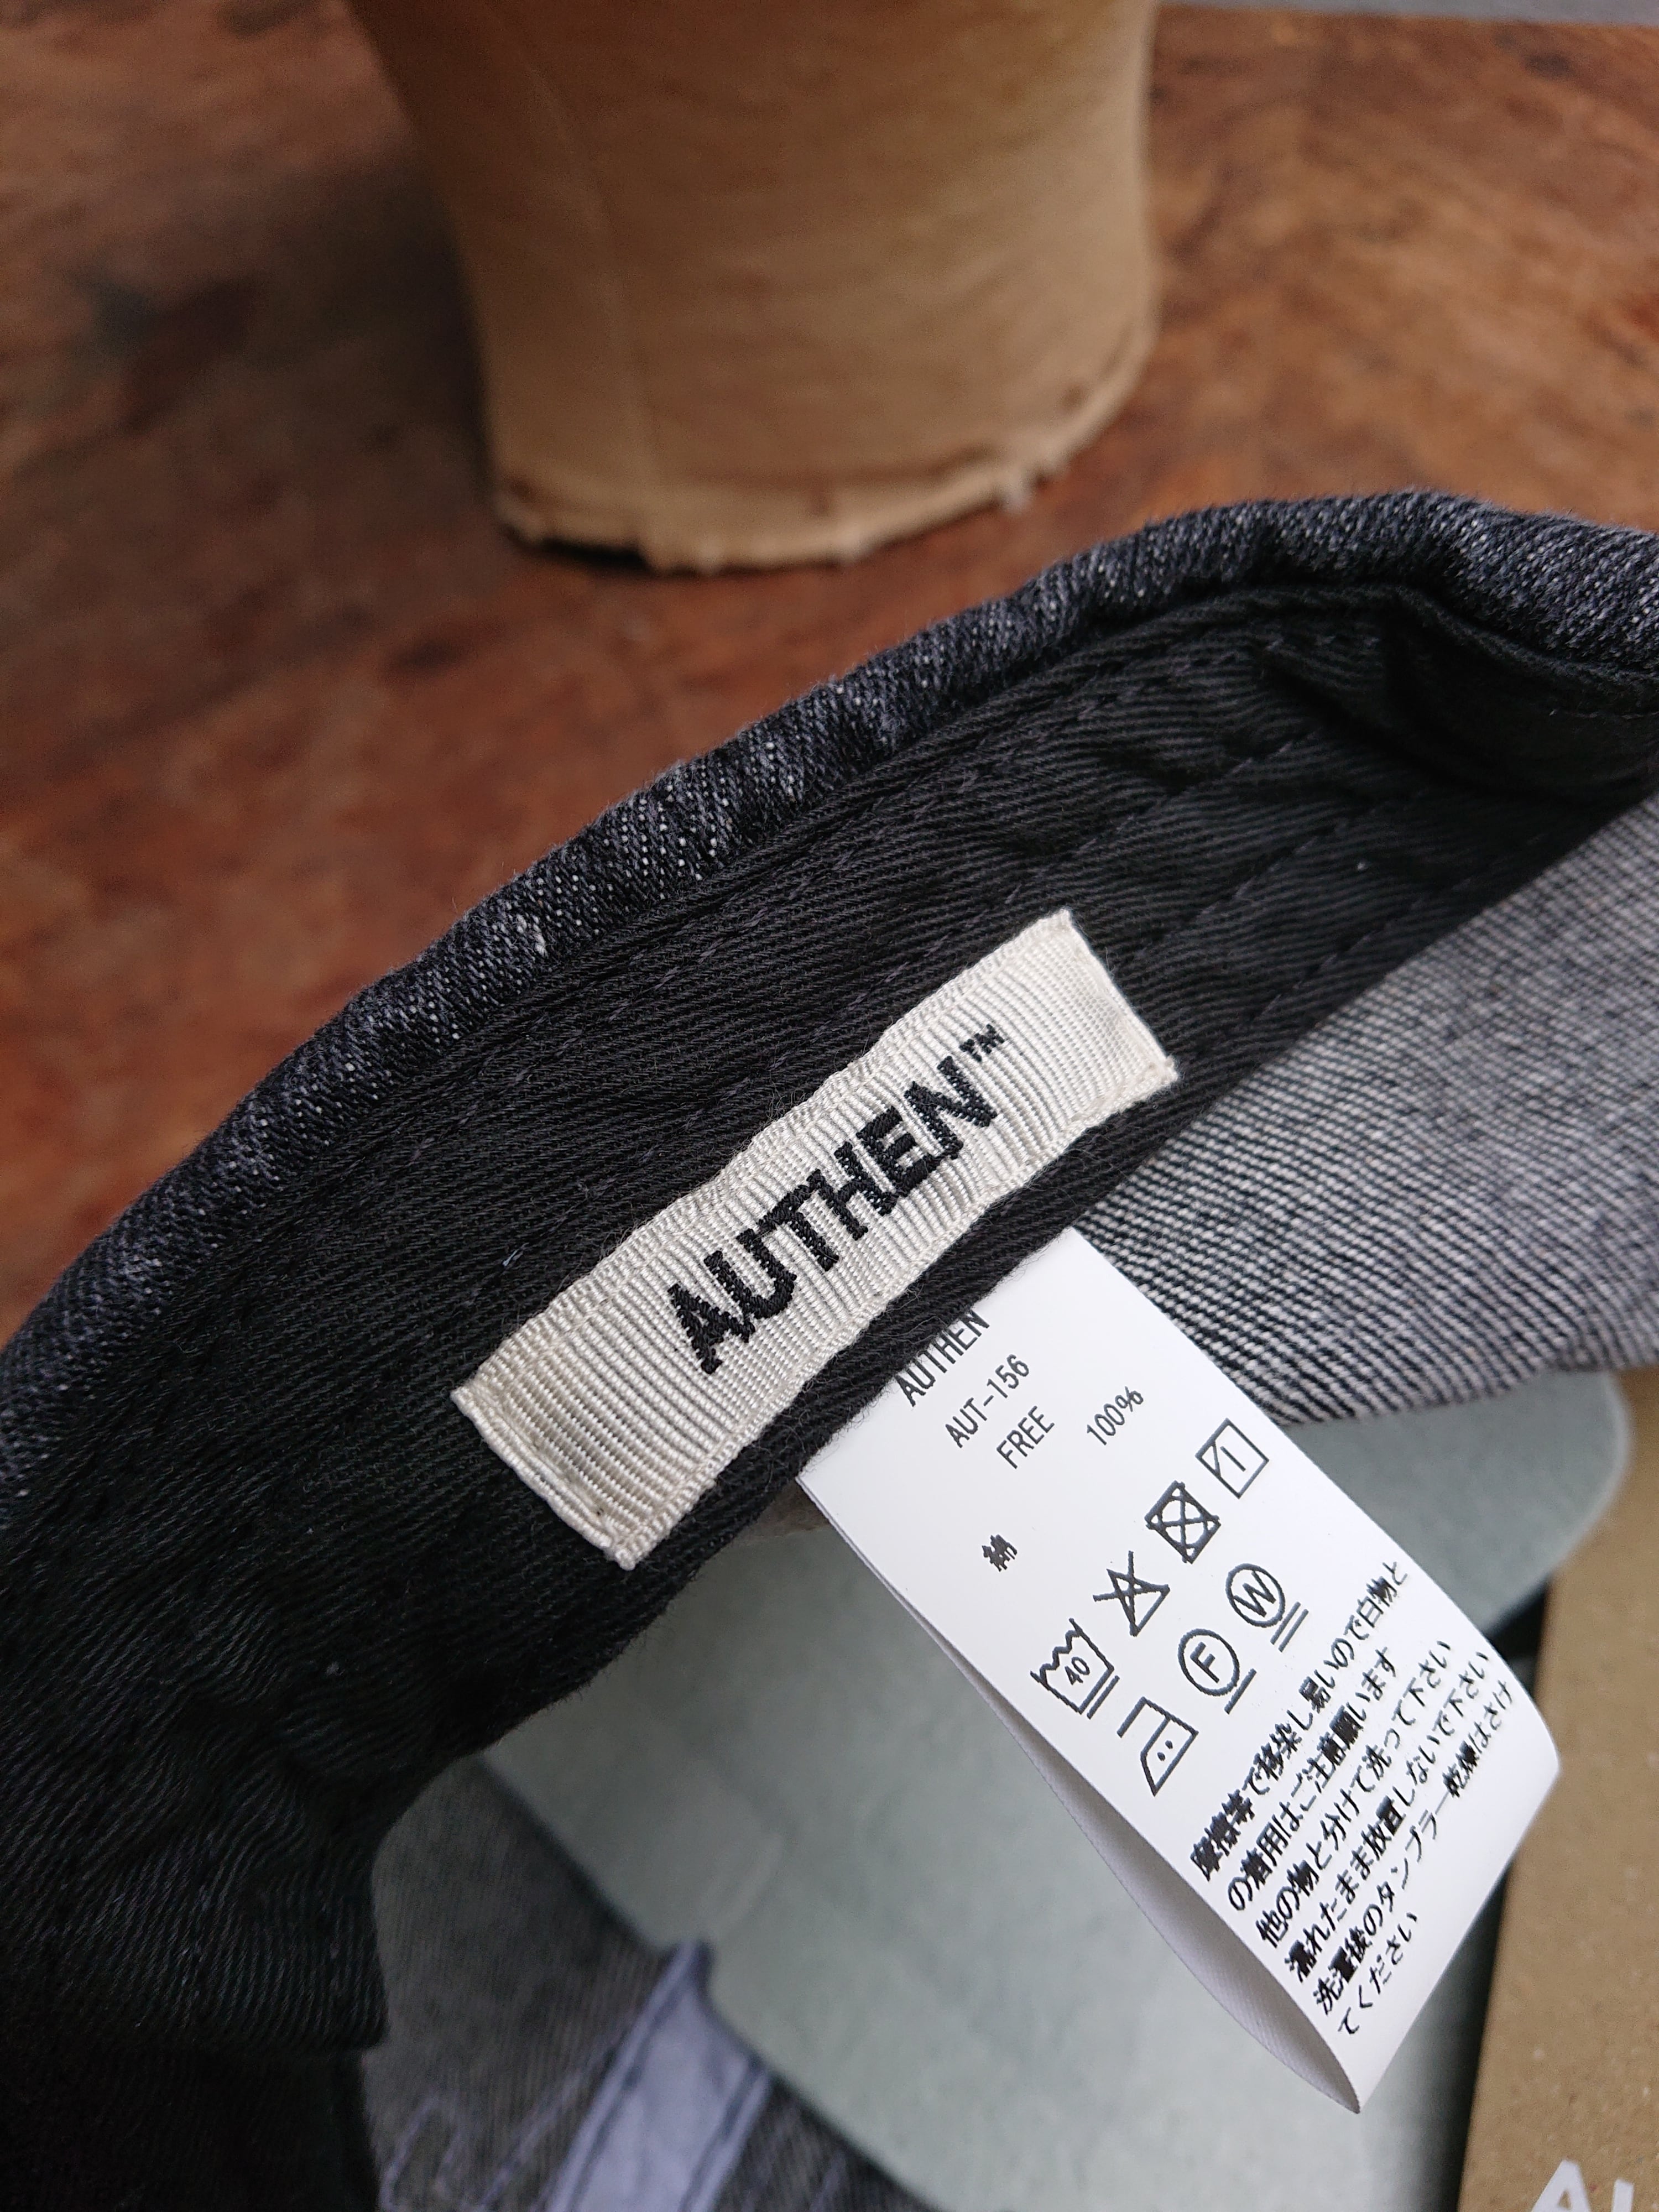 AUTHEN™
AUTHEN
AUT-156
FREE
綿 100%
40
F W
摩擦等で移染し易いので白物と
の着用はご注意願います
他の物と分けて洗って下さい
濡れたまま放置しないで下さい
洗濯後のタンブラー乾燥はさけ
てください